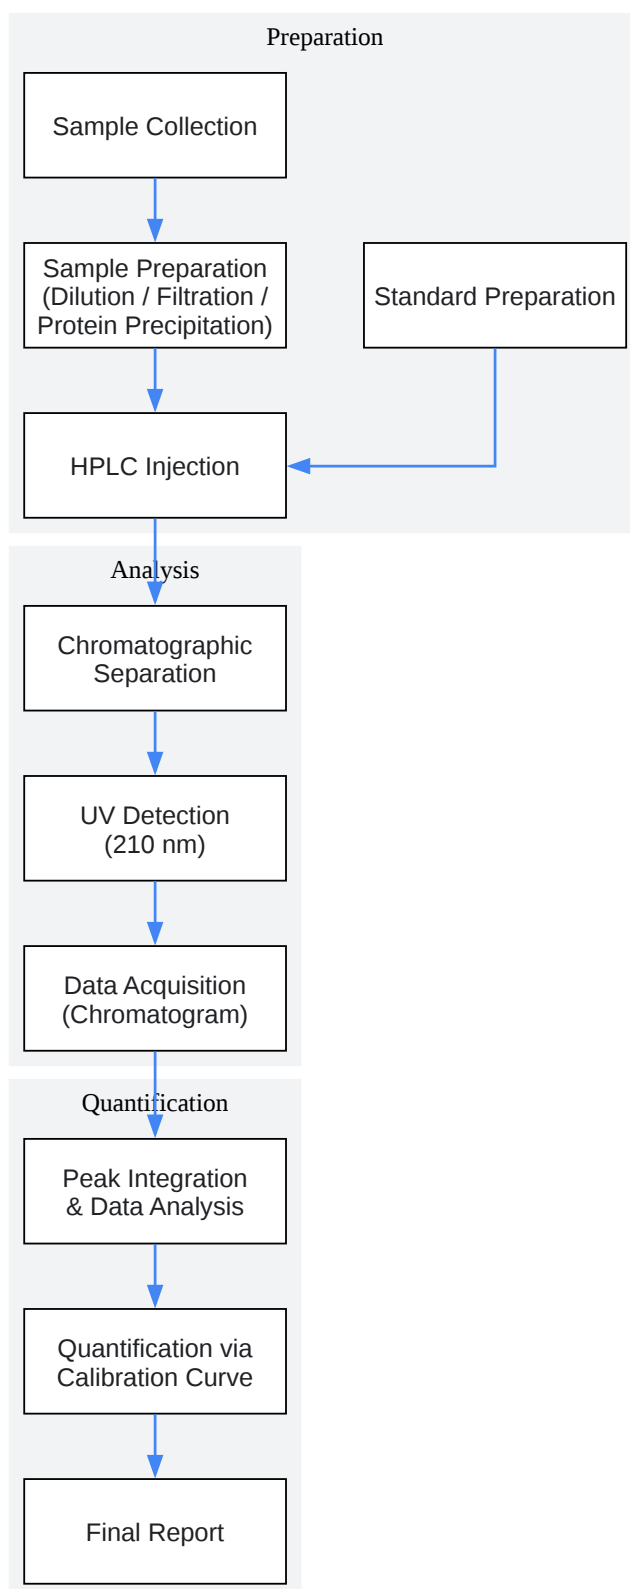 Preparation
Sample Collection
Sample Preparation
(Dilution / Filtration /
Protein Precipitation)
Standard Preparation
HPLC Injection
Analysis
Chromatographic
Separation
UV Detection
(210 nm)
Data Acquisition
(Chromatogram)
Quantification
Peak Integration
& Data Analysis
Quantification via
Calibration Curve
Final Report